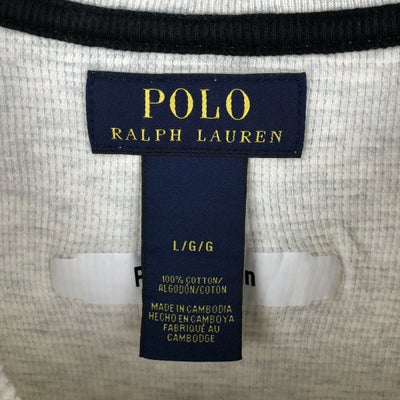 POLO
RALPH LAUREN
L/G/G
100% COTTON/
ALGODÓN/COTON
MADE IN CAMBODIA
HECHO EN CAMBOYA
FABRIQUÉ AU
CAMBODGE